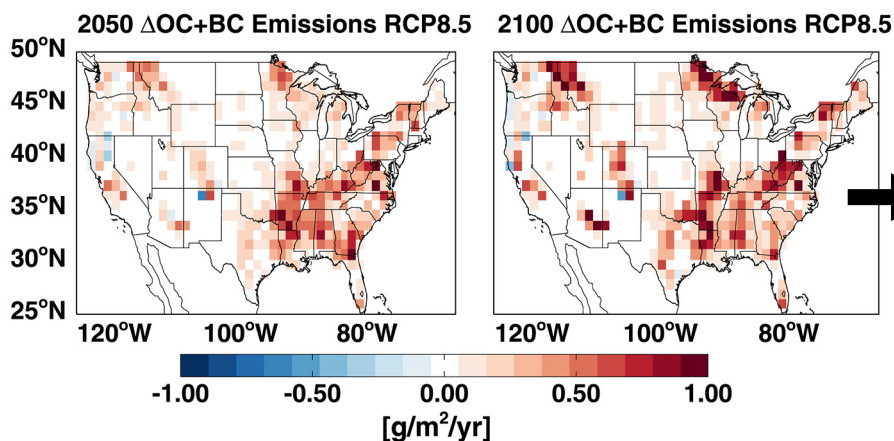 2050 ΔOC+BC Emissions RCP8.5 2100 ΔOC+BC Emissions RCP8.5
50°N
45°N
40°N
35°N
30°N
25°N
120°W 100°W 80°W 120°W 100°W 80°W
-1.00 -0.50 0.00 0.50 1.00
[g/m²/yr]